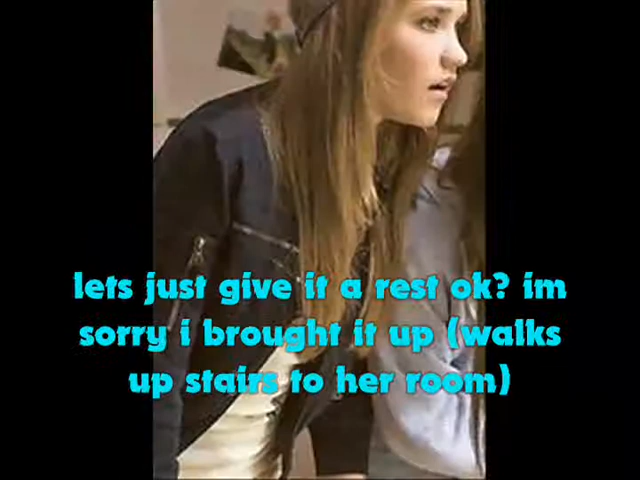 lets just give it a rest ok? im
sorry i brought it up (walks
up stairs to her room)